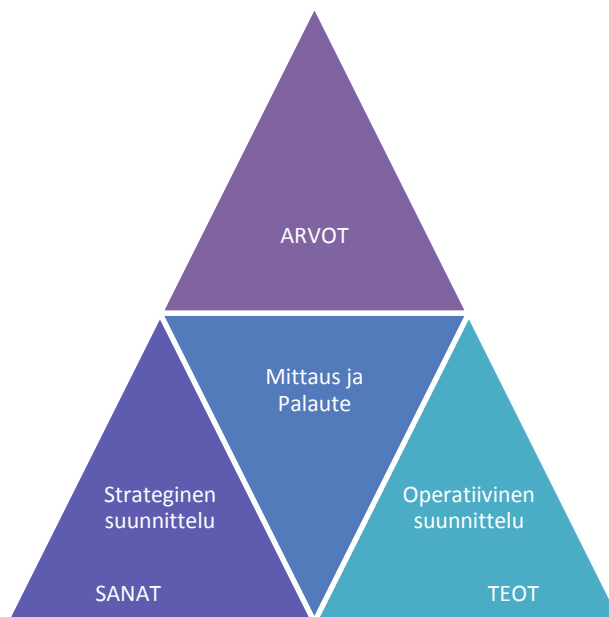 ARVOT
Mittaus ja
Palaute
Strateginen
suunnittelu
Operatiivinen
suunnittelu
SANAT
TEOT